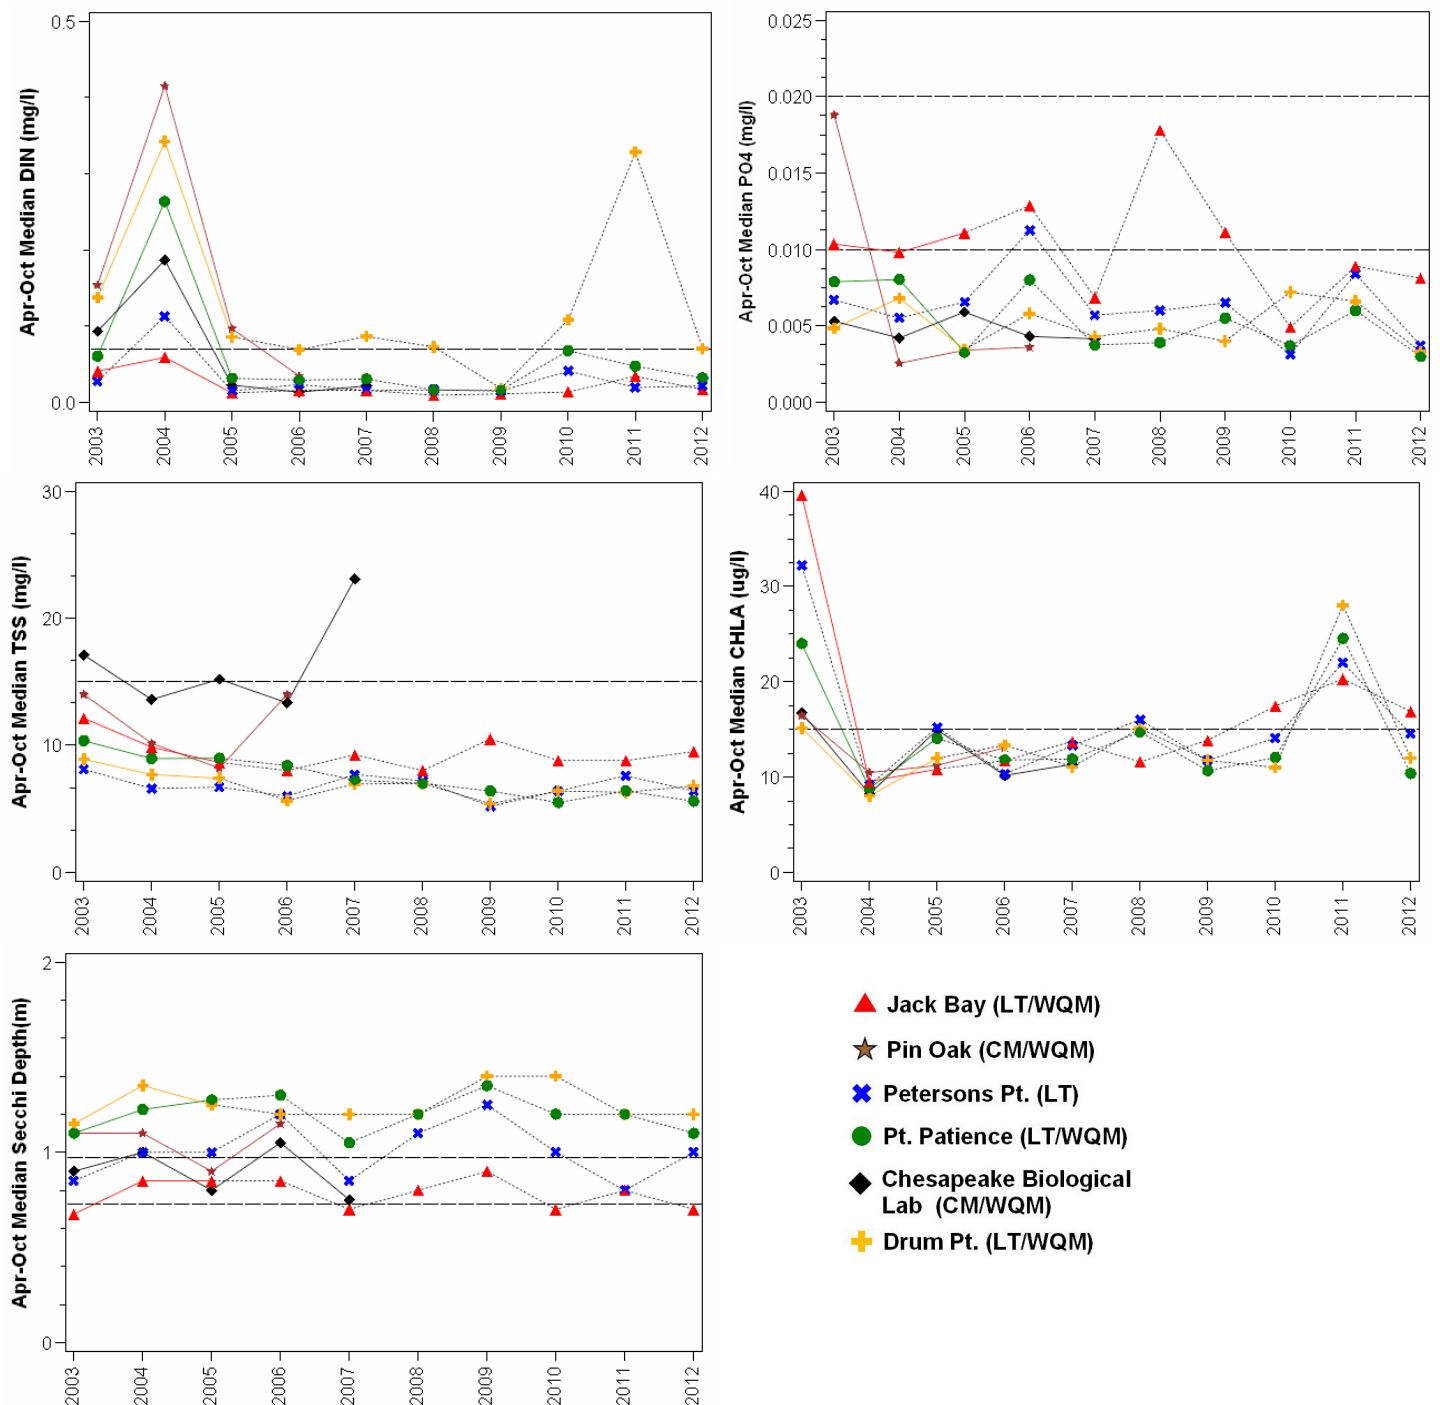 Apr-Oct Median DIN (mg/l)
0.5
0.0
2003 2004 2005 2006 2007 2008 2009 2010 2011 2012
Apr-Oct Median PO4 (mg/l)
0.025
0.020
0.015
0.010
0.005
0.000
2003 2004 2005 2006 2007 2008 2009 2010 2011 2012
Apr-Oct Median TSS (mg/l)
30
20
10
0
2003 2004 2005 2006 2007 2008 2009 2010 2011 2012
Apr-Oct Median CHLA (ug/l)
40
30
20
10
0
2003 2004 2005 2006 2007 2008 2009 2010 2011 2012
Apr-Oct Median Secchi Depth(m)
2
1
0
2003 2004 2005 2006 2007 2008 2009 2010 2011 2012
Jack Bay (LT/WQM)
Pin Oak (CM/WQM)
Petersons Pt. (LT)
Pt. Patience (LT/WQM)
Chesapeake Biological
Lab (CM/WQM)
Drum Pt. (LT/WQM)